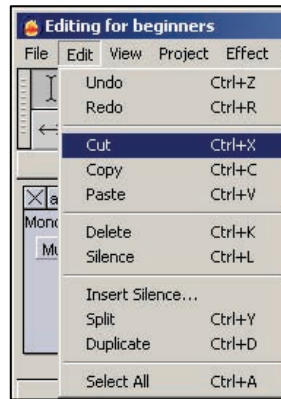 Editing for beginners
File Edit View Project Effect
Undo Ctrl+Z
Redo Ctrl+R
Cut Ctrl+X
Copy Ctrl+C
Paste Ctrl+V
Delete Ctrl+K
Silence Ctrl+L
Insert Silence...
Split Ctrl+Y
Duplicate Ctrl+D
Select All Ctrl+A